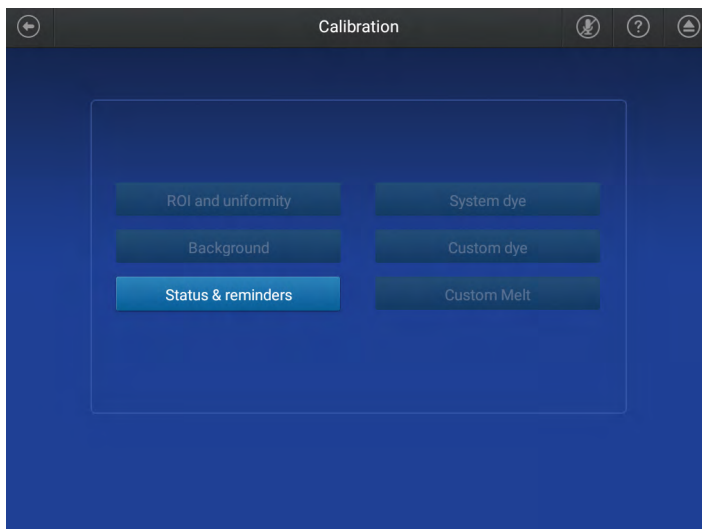 Calibration
?
ROI and uniformity
System dye
Background
Custom dye
Status & reminders
Custom Melt